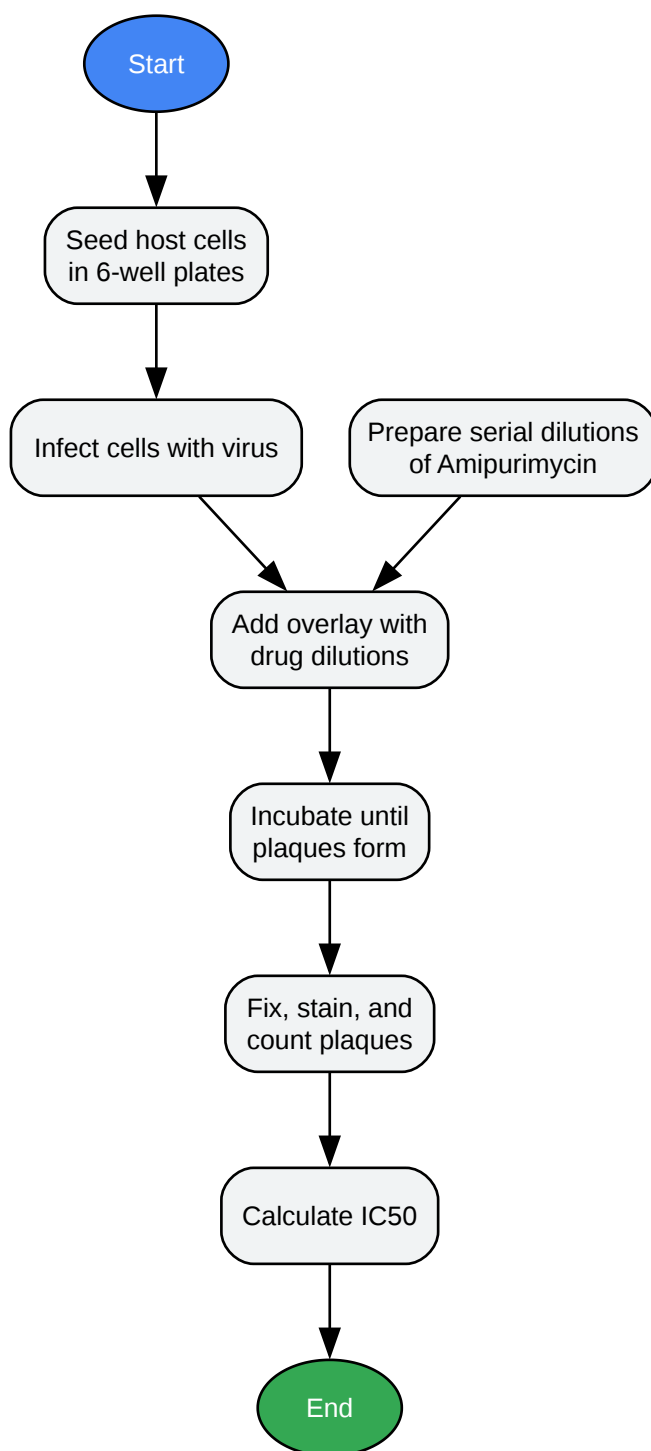 Start
Seed host cells
in 6-well plates
Infect cells with virus
Prepare serial dilutions
of Amipurimycin
Add overlay with
drug dilutions
Incubate until
plaques form
Fix, stain, and
count plaques
Calculate IC50
End